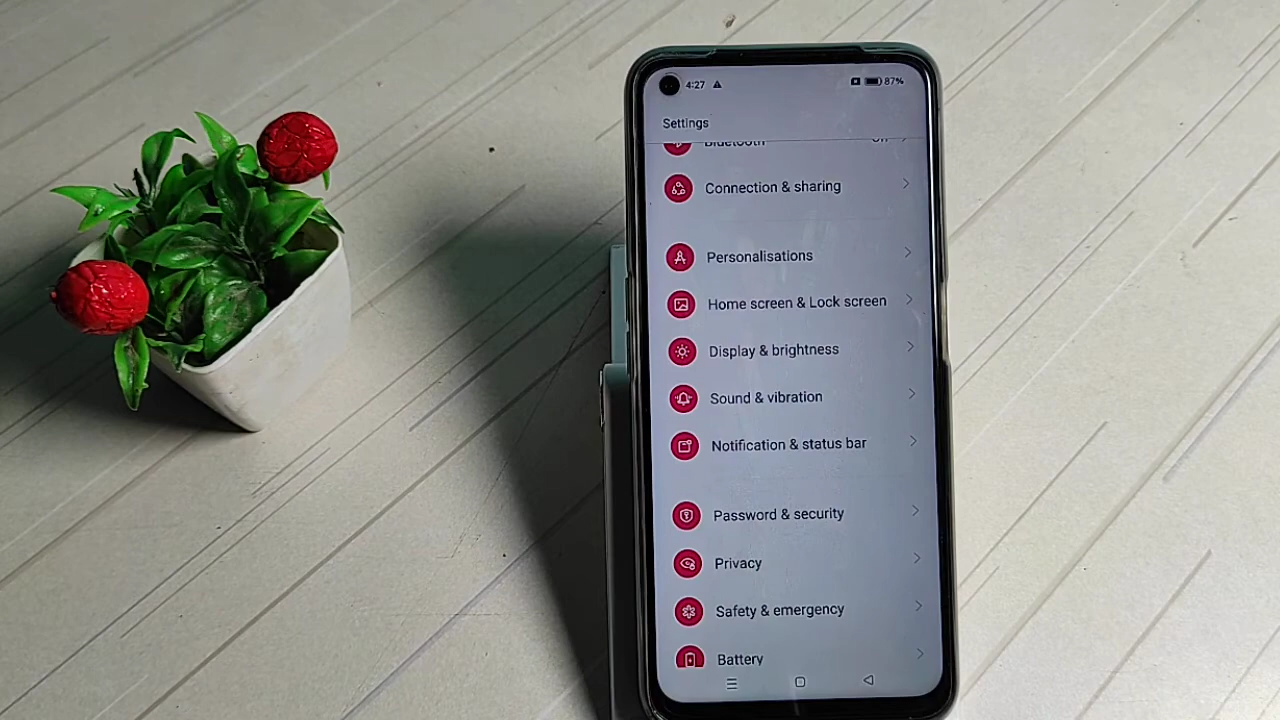 4:27 87%
Settings
Bluetooth
Connection & sharing
Personalisations
Home screen & Lock screen
Display & brightness
Sound & vibration
Notification & status bar
Password & security
Privacy
Safety & emergency
Battery